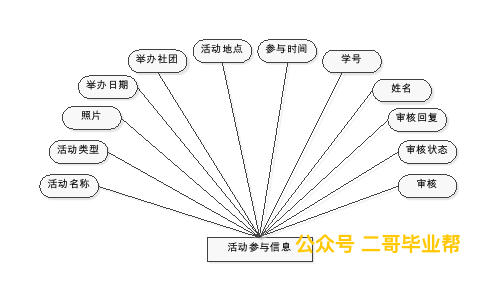 活动地点
参与时间
举办社团
学号
举办日期
姓名
照片
审核回复
活动类型
审核状态
活动名称
审核
活动参与信息
公众号 二哥毕业帮